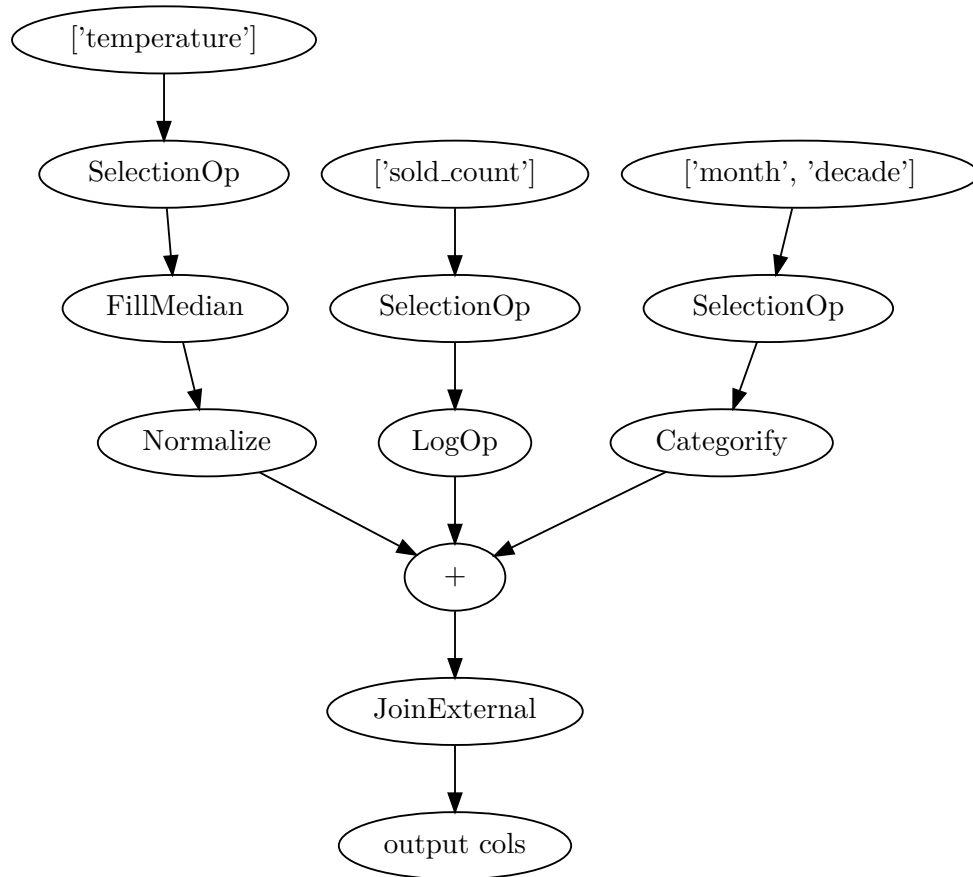 ['temperature']
SelectionOp
['sold_count']
['month', 'decade']
FillMedian
SelectionOp
SelectionOp
Normalize
LogOp
Categorify
+
JoinExternal
output cols